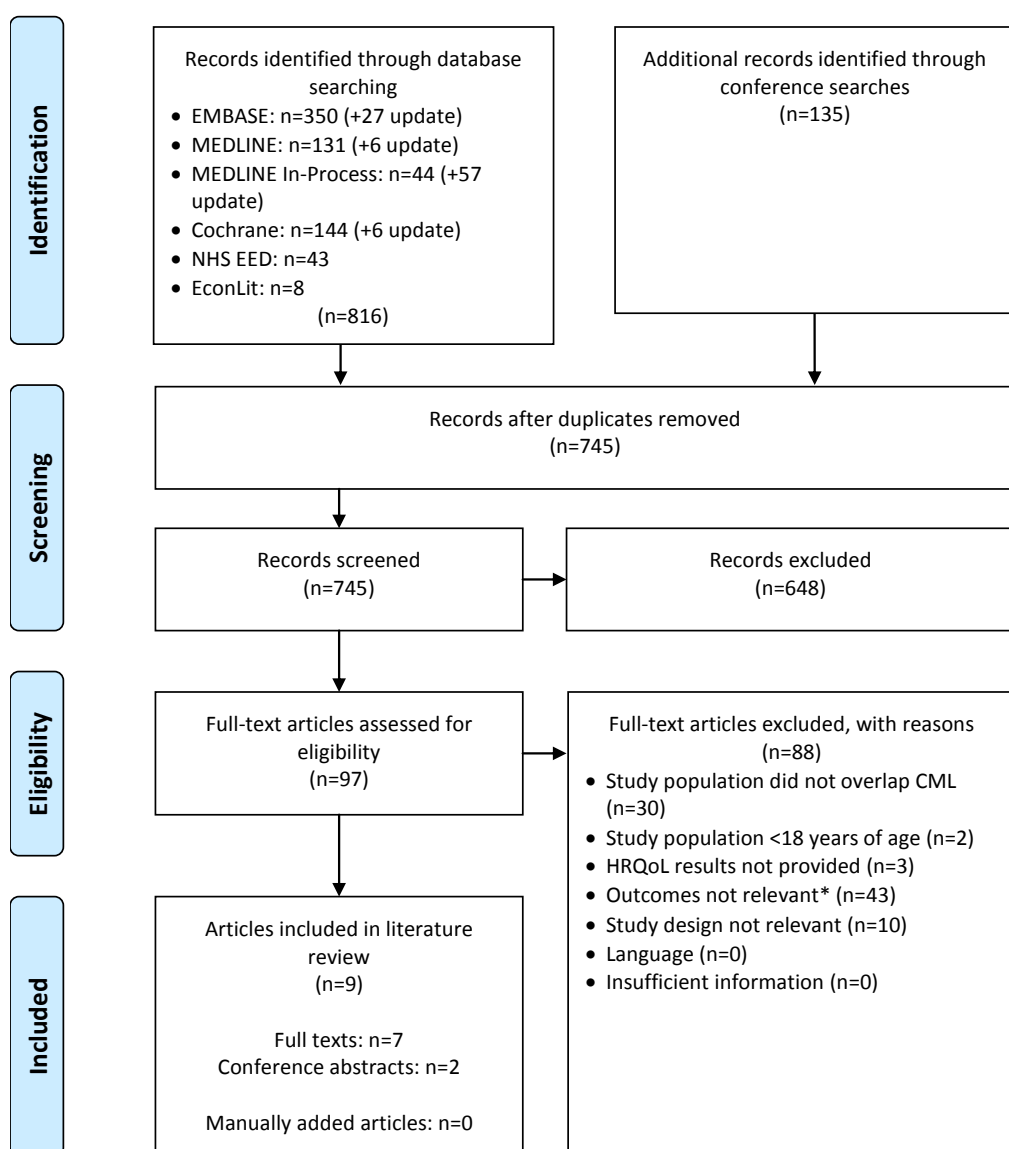 Identification
Records identified through database
searching
• EMBASE: n=350 (+27 update)
• MEDLINE: n=131 (+6 update)
• MEDLINE In-Process: n=44 (+57
update)
• Cochrane: n=144 (+6 update)
• NHS EED: n=43
• EconLit: n=8
(n=816)
Additional records identified through
conference searches
(n=135)
Screening
Records after duplicates removed
(n=745)
Records screened
(n=745)
Records excluded
(n=648)
Eligibility
Full-text articles assessed for
eligibility
(n=97)
Full-text articles excluded, with reasons
(n=88)
• Study population did not overlap CML
(n=30)
• Study population <18 years of age (n=2)
• HRQoL results not provided (n=3)
• Outcomes not relevant* (n=43)
• Study design not relevant (n=10)
• Language (n=0)
• Insufficient information (n=0)
Included
Articles included in literature
review
(n=9)
Full texts: n=7
Conference abstracts: n=2
Manually added articles: n=0